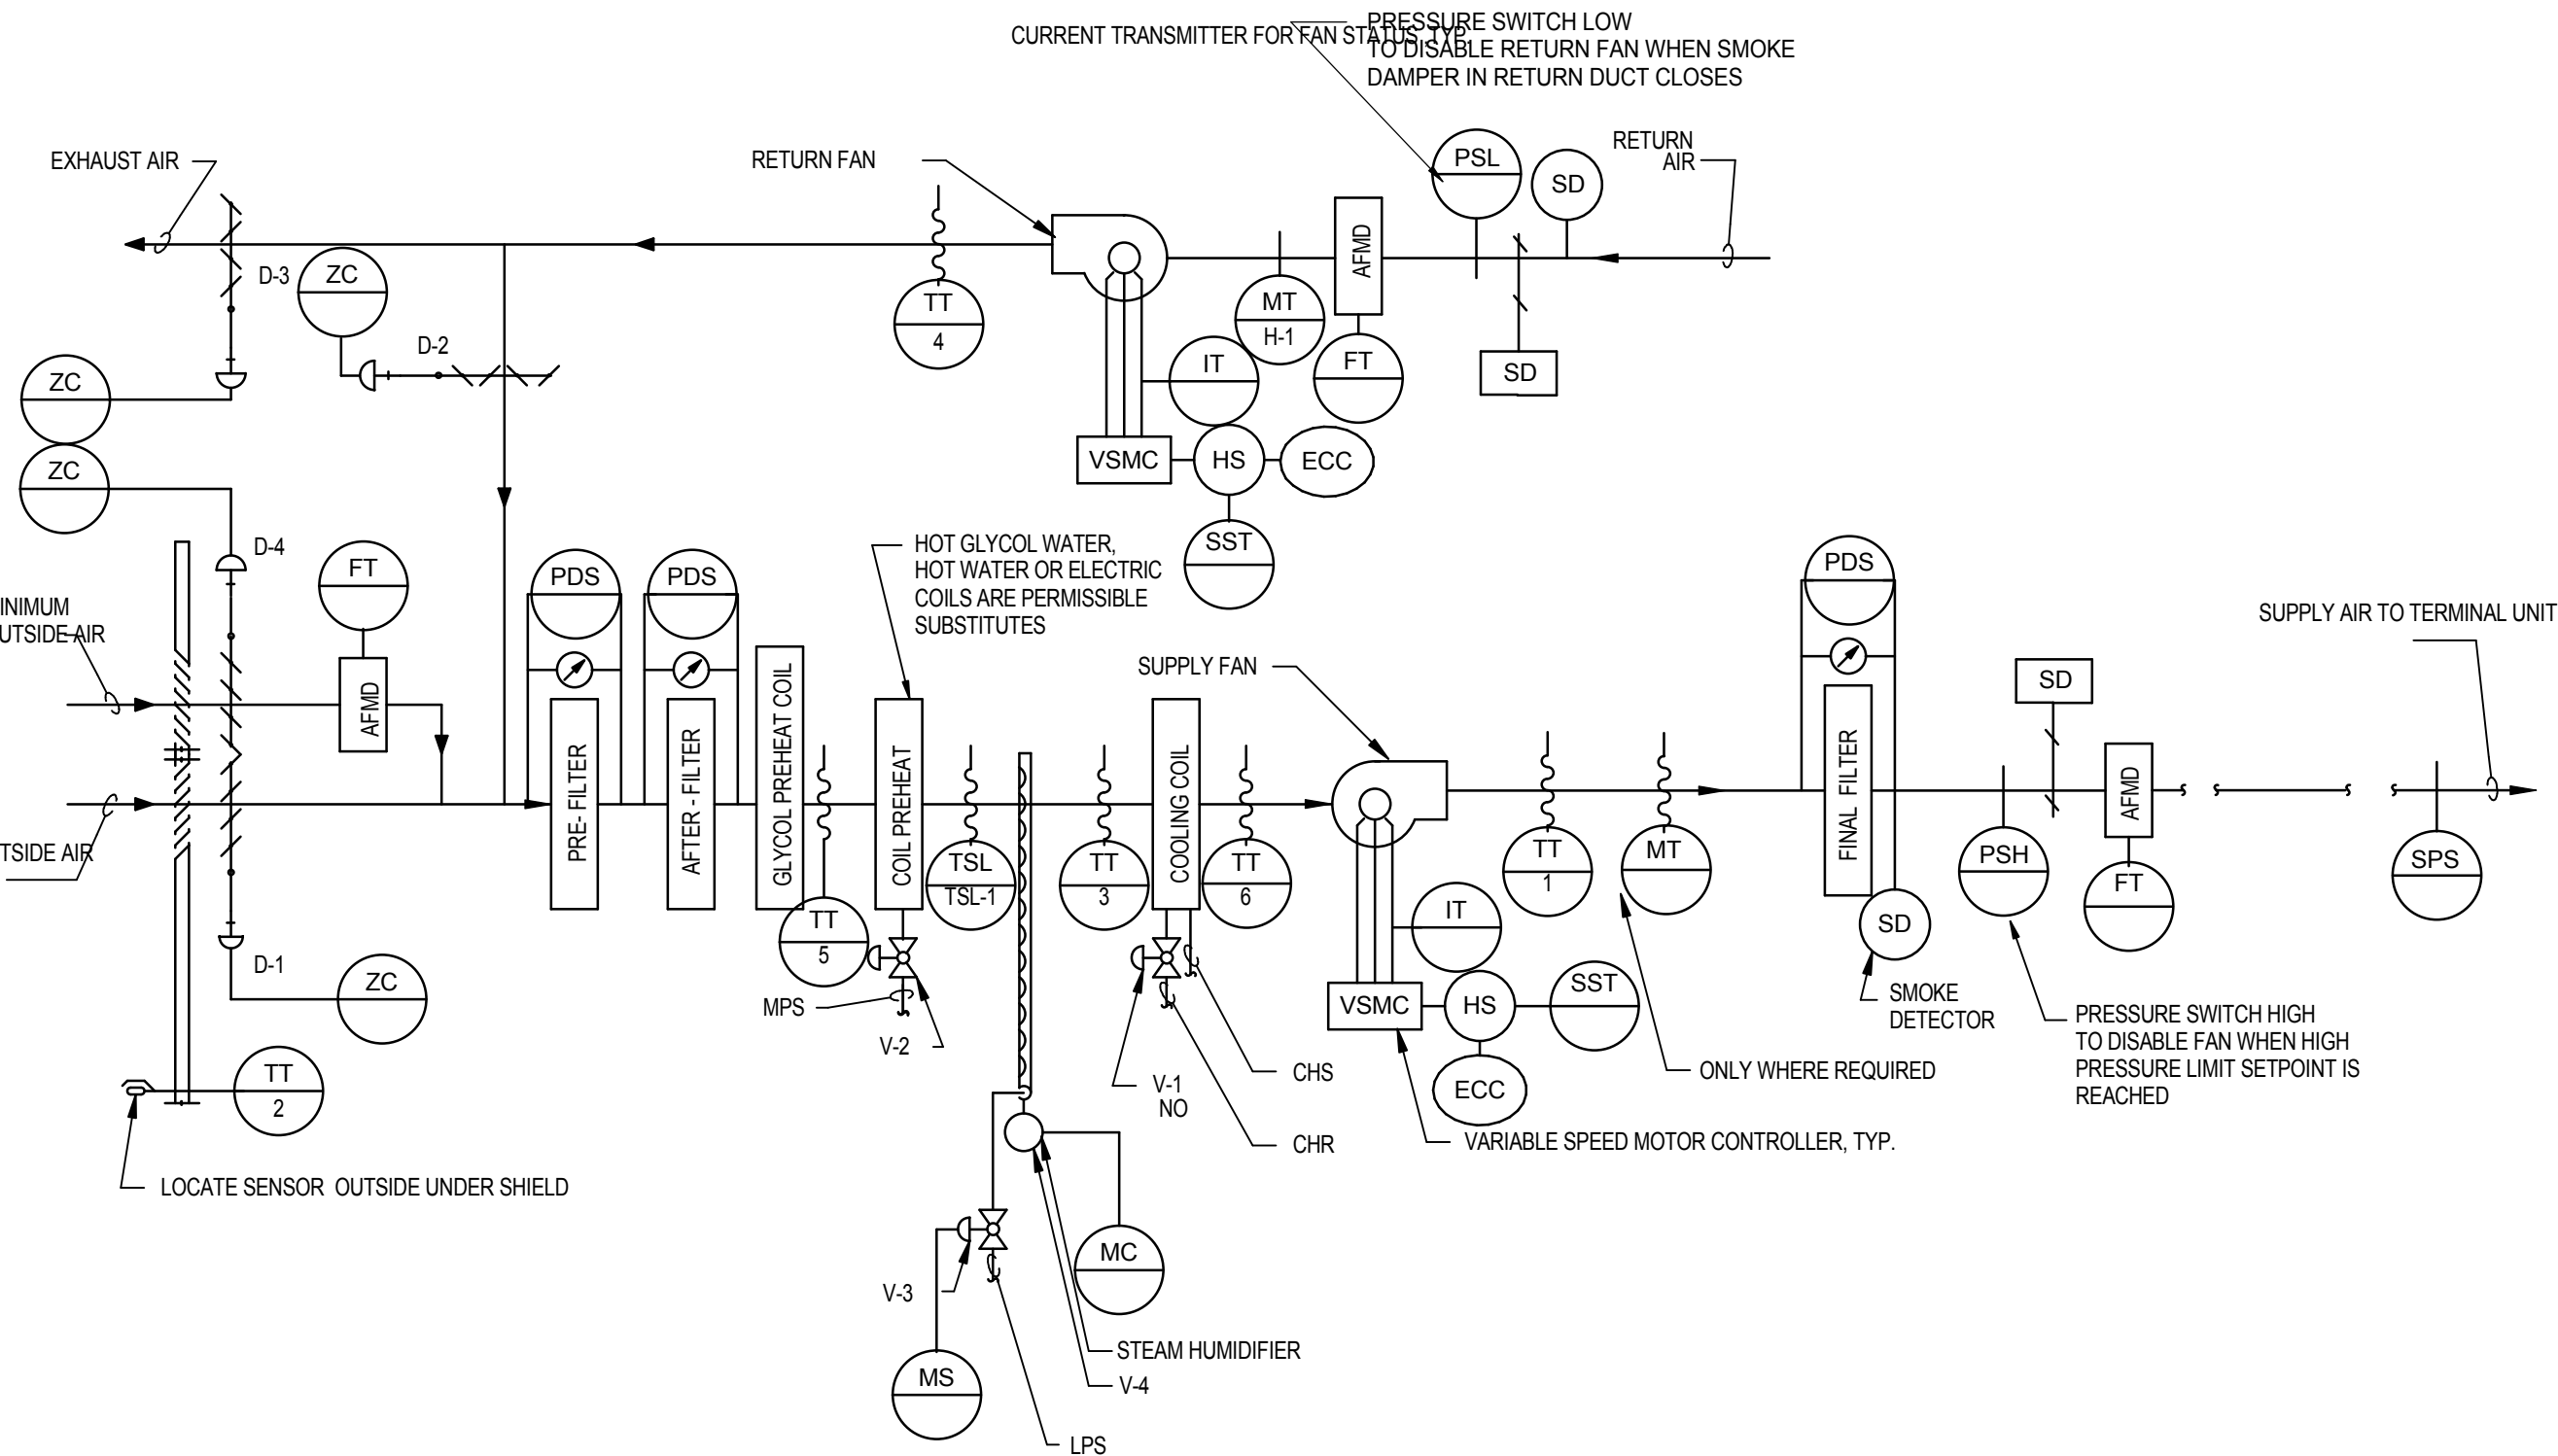 CURRENT TRANSMITTER FOR FAN STATUS, TYP.
PRESSURE SWITCH LOW
TO DISABLE RETURN FAN WHEN SMOKE
DAMPER IN RETURN DUCT CLOSES
EXHAUST AIR
RETURN FAN
PSL
SD
RETURN
AIR
D-3
ZC
TT
4
MT
H-1
AFMD
FT
SD
D-2
ZC
IT
VSMC
HS
ECC
SST
ZC
D-4
FT
AFMD
INIMUM
UTSIDE AIR
TSIDE AIR
PDS
PDS
PRE- FILTER
AFTER - FILTER
GLYCOL PREHEAT COIL
HOT GLYCOL WATER,
HOT WATER OR ELECTRIC
COILS ARE PERMISSIBLE
SUBSTITUTES
COIL PREHEAT
TT
5
TSL
TSL-1
TT
3
COOLING COIL
TT
6
SUPPLY FAN
TT
1
MT
PDS
FINAL FILTER
SD
SD
PSH
AFMD
FT
SUPPLY AIR TO TERMINAL UNIT
SPS
D-1
ZC
TT
2
LOCATE SENSOR OUTSIDE UNDER SHIELD
MPS
V-2
V-1
NO
CHS
CHR
IT
VSMC
HS
SST
ECC
VARIABLE SPEED MOTOR CONTROLLER, TYP.
ONLY WHERE REQUIRED
SMOKE
DETECTOR
PRESSURE SWITCH HIGH
TO DISABLE FAN WHEN HIGH
PRESSURE LIMIT SETPOINT IS
REACHED
V-3
MS
MC
STEAM HUMIDIFIER
V-4
LPS